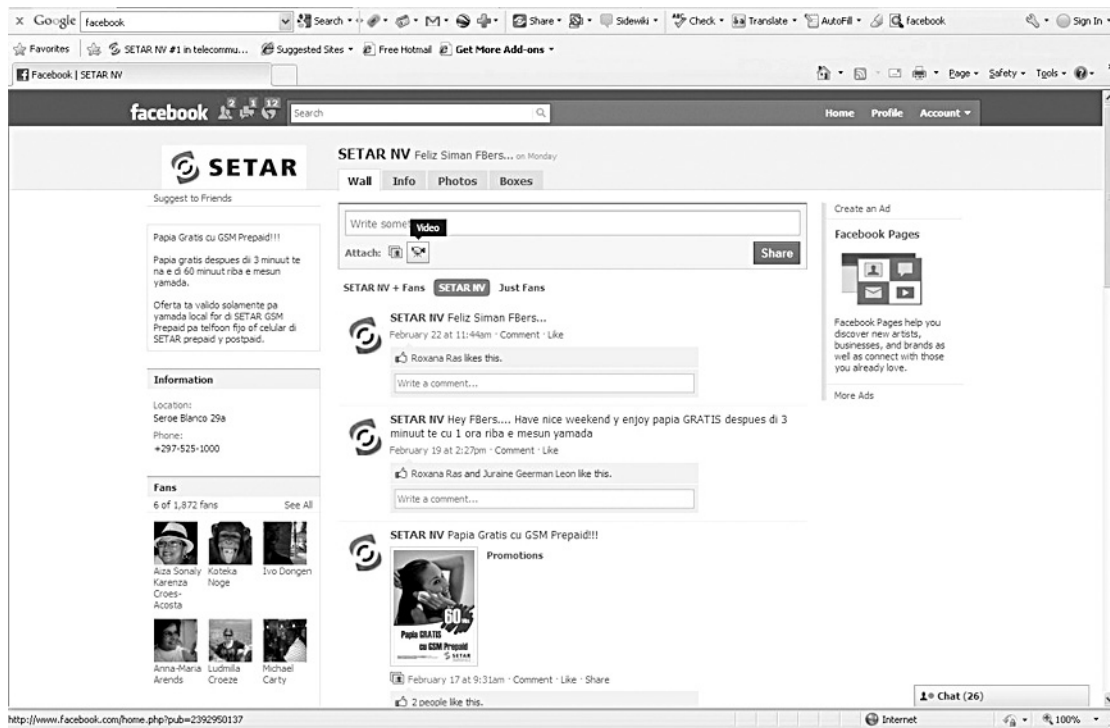 Google facebook Search Share Sidewiki Check Translate AutoFill facebook Sign In
Favorites SETAR NV #1 in telecommu... Suggested Sites Free Hotmail Get More Add-ons
Facebook | SETAR NV Page Safety Tools
facebook 2 1 12 Search Home Profile Account
SETAR
SETAR NV Feliz Siman FBers... on Monday
Wall Info Photos Boxes
Suggest to Friends
Papia Gratis cu GSM Prepaid!!!
Papia gratis despues di 3 minuut te
na e di 60 minuut riba e mesun
yamada.
Oferta ta valido solamente pa
yamada local for di SETAR GSM
Prepaid pa telfoon fijo of celular di
SETAR prepaid y postpaid.
Information
Location:
Seroe Blanco 29a
Phone:
+297-525-1000
Fans
6 of 1,872 fans See All
Aiza Sonaly
Karenza
Croes-
Acosta
Koteka
Noge
Ivo Dongen
Anna-Maria
Arends
Ludmilla
Croeze
Michael
Carty
Write
Video
Attach: Share
SETAR NV + Fans SETAR NV Just Fans
SETAR NV Feliz Siman FBers...
February 22 at 11:44am · Comment · Like
Roxana Ras likes this.
Write a comment...
SETAR NV Hey FBers.... Have nice weekend y enjoy papia GRATIS despues di 3
minuut te cu 1 ora riba e mesun yamada
February 19 at 2:27pm · Comment · Like
Roxana Ras and Juraine Geerman Leon like this.
Write a comment...
SETAR NV Papia Gratis cu GSM Prepaid!!!
Promotions
60
Papia GRATIS
cu GSM Prepaid
SETAR
February 17 at 9:31am · Comment · Like · Share
2 people like this.
Create an Ad
Facebook Pages
Facebook Pages help you
discover new artists,
businesses, and brands as
well as connect with those
you already love.
More Ads
Chat (26)
http://www.facebook.com/home.php?pub=2392950137 Internet 100%